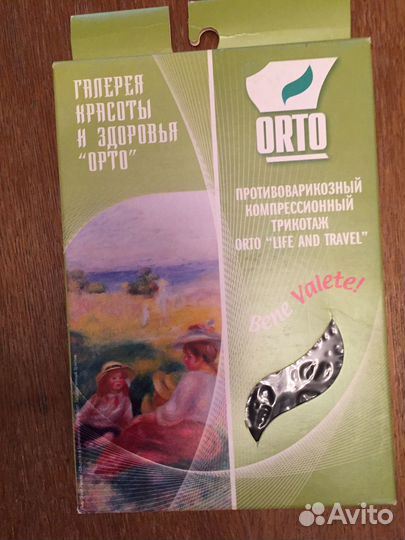 ГАЛЕРЕЯ
КРАСОТЫ
И ЗДОРОВЬЯ
"ОРТО"
ORTO
ПРОТИВОВАРИКОЗНЫЙ
КОМПРЕССИОННЫЙ
ТРИКОТАЖ
ORTO "LIFE AND TRAVEL"
Bene Valete!
Avito